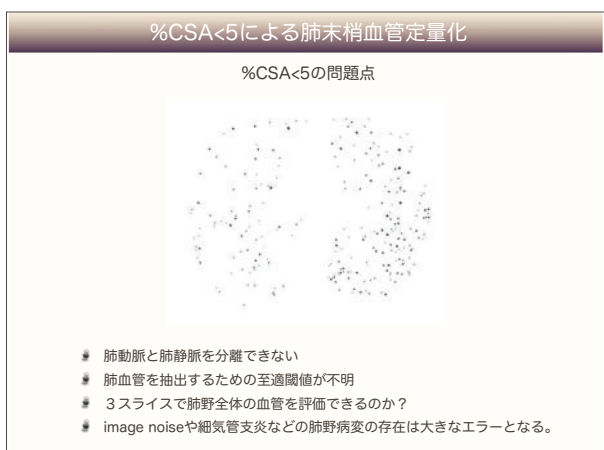 %CSA<5による肺末梢血管定量化
%CSA<5の問題点
肺動脈と肺静脈を分離できない
肺血管を抽出するための至適閾値が不明
３スライスで肺野全体の血管を評価できるのか？
image noiseや細気管支炎などの肺野病変の存在は大きなエラーとなる。